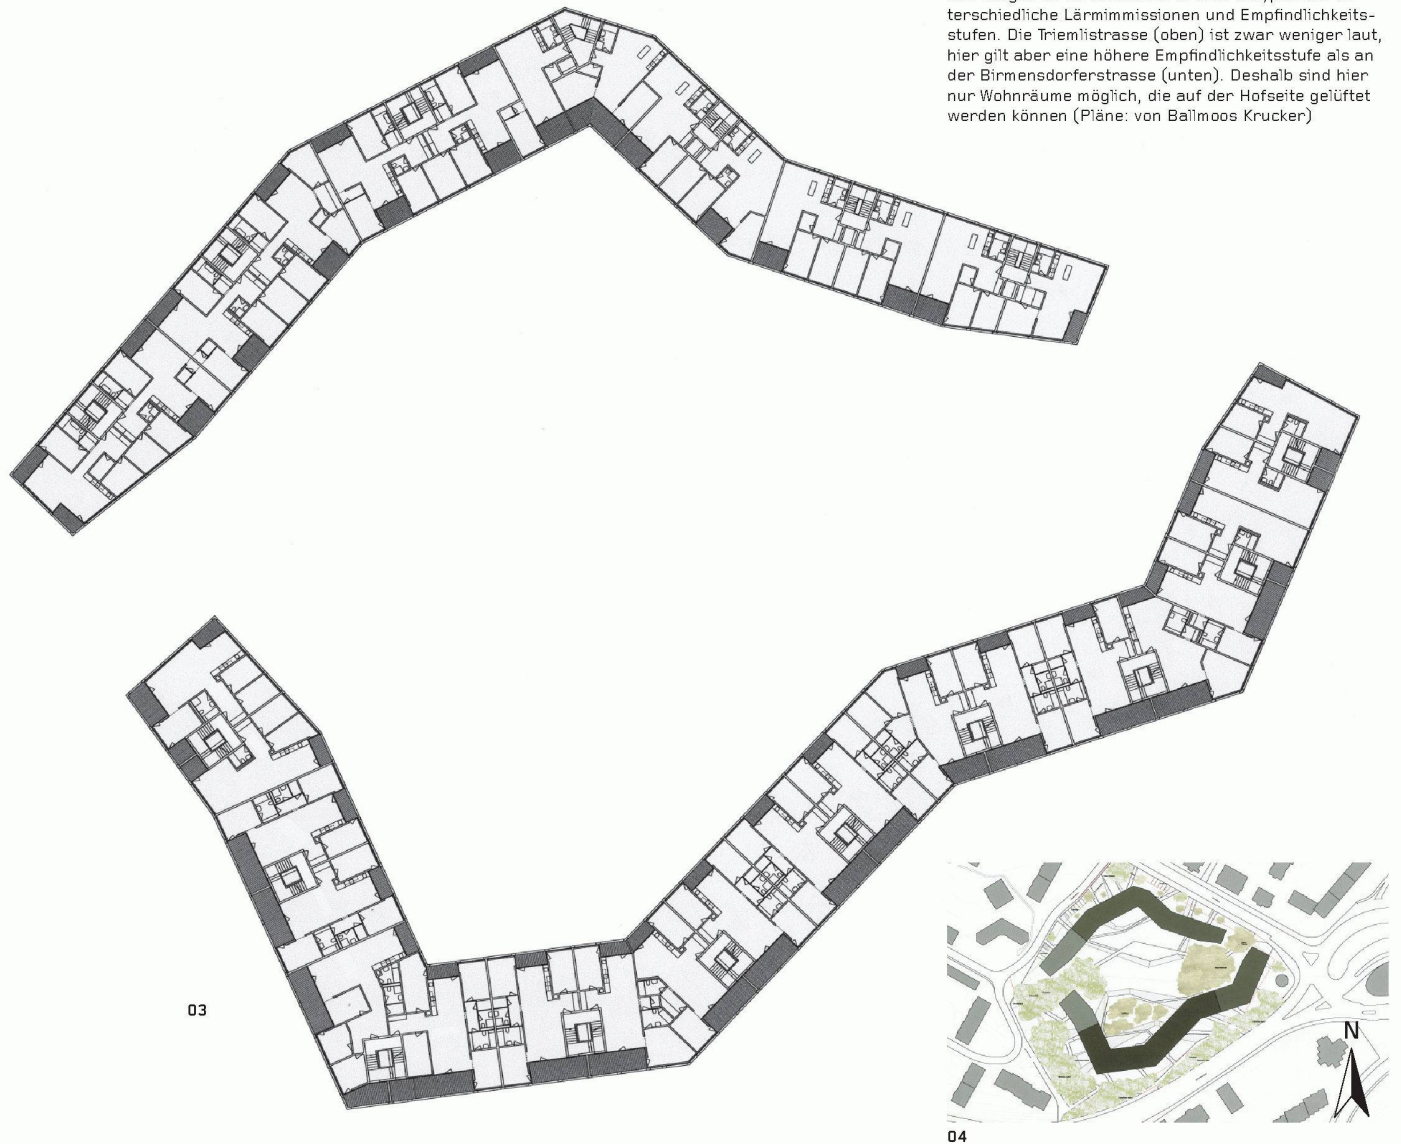 terschiedliche Lärmimmissionen und Empfindlichkeits-
stufen. Die Triemlistrasse (oben) ist zwar weniger laut,
hier gilt aber eine höhere Empfindlichkeitsstufe als an
der Birmensdorferstrasse (unten). Deshalb sind hier
nur Wohnräume möglich, die auf der Hofseite gelüftet
werden können (Pläne: von Ballmoos Krucker)
03
N
04